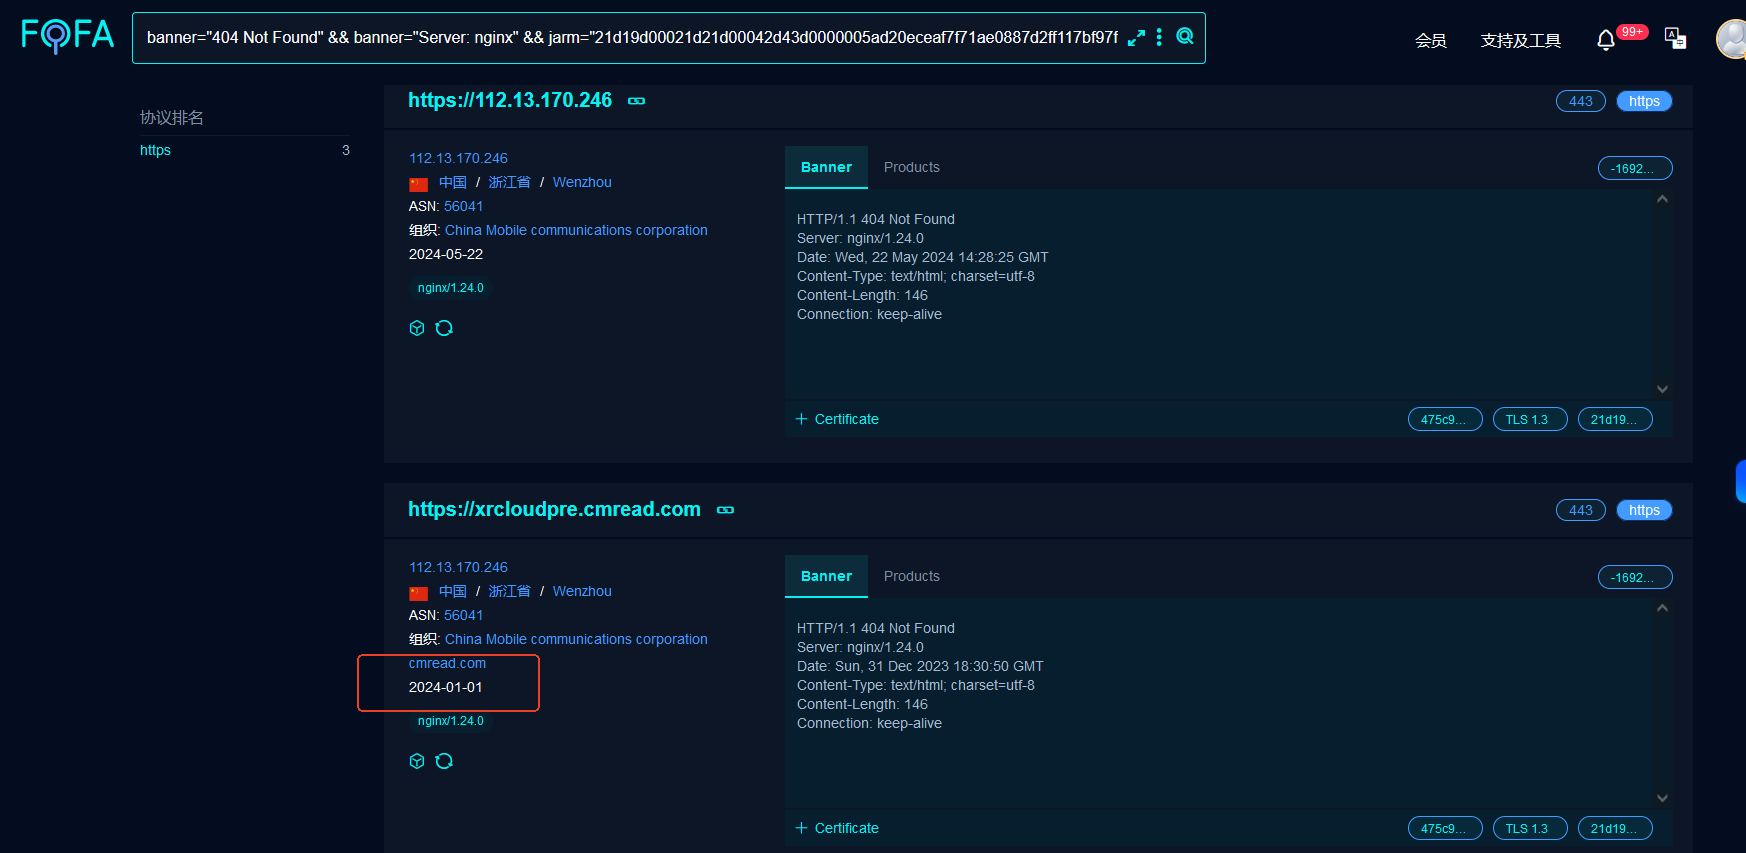 FOFA
banner="404 Not Found" && banner="Server: nginx" && jarm="21d19d00021d21d00042d43d0000005ad20eceaf7f71ae0887d2ff117bf97f
会员
支持及工具
99+
协议排名
https 3
https://112.13.170.246
443
https
112.13.170.246
中国 / 浙江省 / Wenzhou
ASN: 56041
组织: China Mobile communications corporation
2024-05-22
nginx/1.24.0
Banner
Products
-1692...
HTTP/1.1 404 Not Found
Server: nginx/1.24.0
Date: Wed, 22 May 2024 14:28:25 GMT
Content-Type: text/html; charset=utf-8
Content-Length: 146
Connection: keep-alive
+ Certificate
475c9...
TLS 1.3
21d19...
https://xrcloudpre.cmread.com
443
https
112.13.170.246
中国 / 浙江省 / Wenzhou
ASN: 56041
组织: China Mobile communications corporation
cmread.com
2024-01-01
nginx/1.24.0
Banner
Products
-1692...
HTTP/1.1 404 Not Found
Server: nginx/1.24.0
Date: Sun, 31 Dec 2023 18:30:50 GMT
Content-Type: text/html; charset=utf-8
Content-Length: 146
Connection: keep-alive
+ Certificate
475c9...
TLS 1.3
21d19...